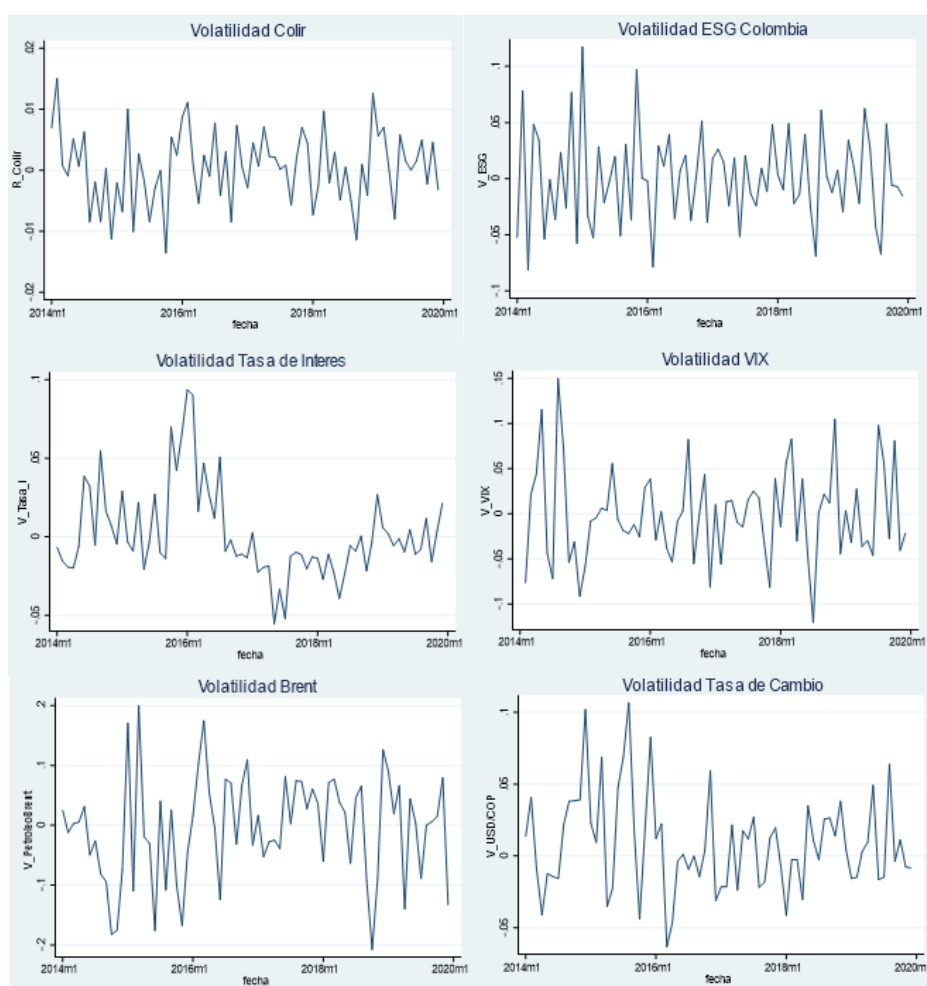 Volatilidad Colir
R_Colir
.02
.01
0
-.01
-.02
2014m1 2016m1 2018m1 2020m1
fecha
Volatilidad ESG Colombia
V_ESG
.1
.05
0
-.05
-.1
2014m1 2016m1 2018m1 2020m1
fecha
Volatilidad Tasa de Interes
V_Tasa_I
.1
.05
0
-.05
2014m1 2016m1 2018m1 2020m1
fecha
Volatilidad VIX
V_VIX
.15
.1
.05
0
-.05
-.1
2014m1 2016m1 2018m1 2020m1
fecha
Volatilidad Brent
V_PetroleoBrent
.2
.1
0
-.1
-.2
2014m1 2016m1 2018m1 2020m1
fecha
Volatilidad Tasa de Cambio
V_USD/COP
.1
.05
0
-.05
2014m1 2016m1 2018m1 2020m1
fecha